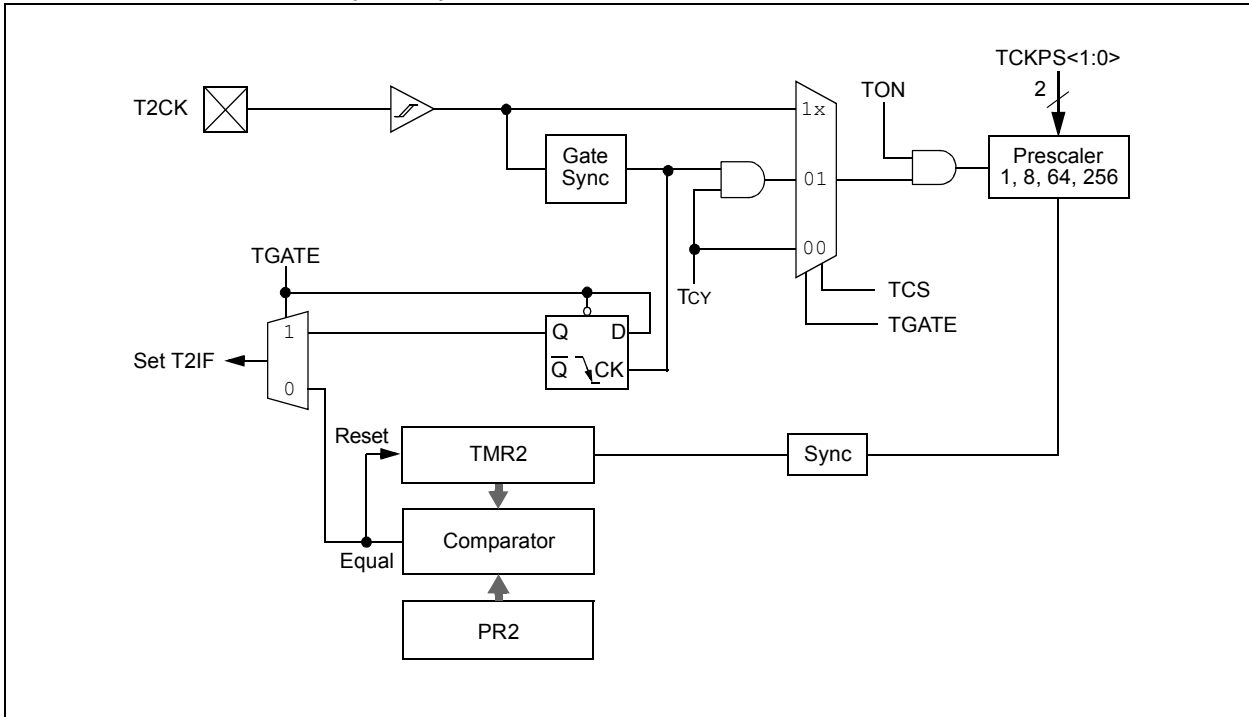 TCKPS<1:0>
2
T2CK
TON
1x
Gate
Sync
Prescaler
1, 8, 64, 256
01
00
TGATE
TCY
TCS
TGATE
1
Q
D
Set T2IF
Q
CK
0
Reset
TMR2
Sync
Comparator
Equal
PR2